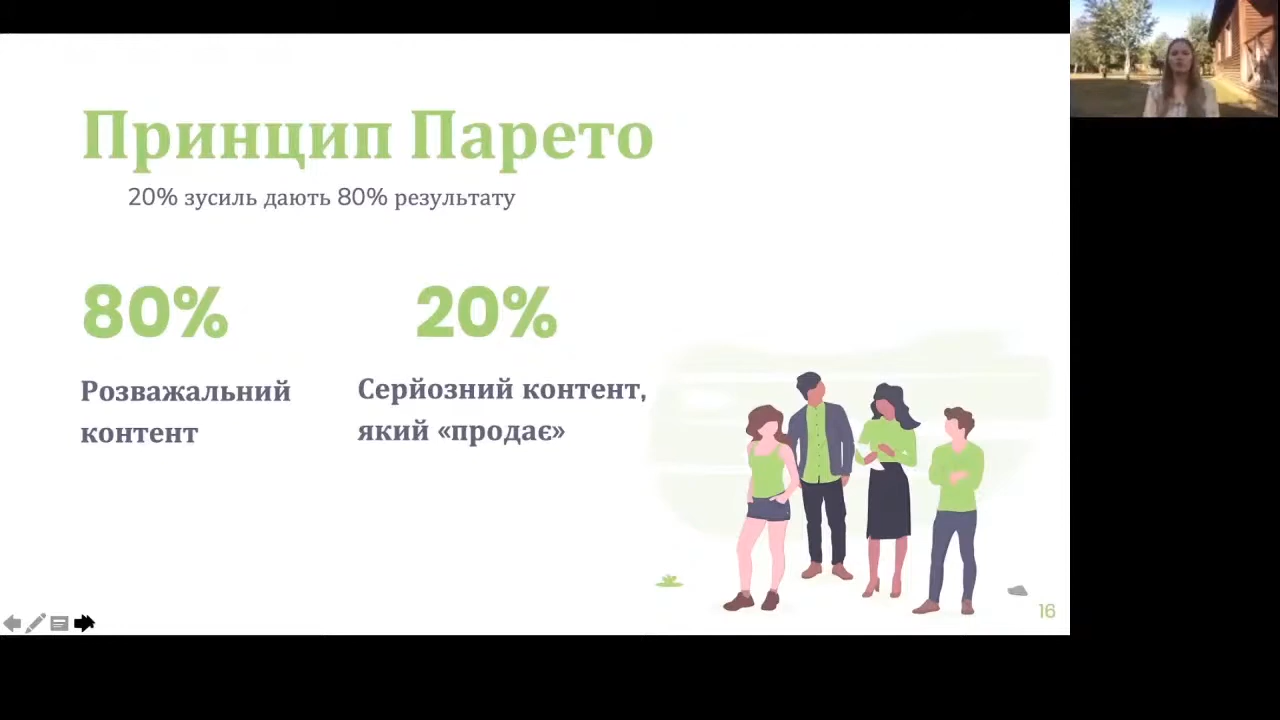 Принцип Парето
20% зусиль дають 80% результату
80%
20%
Розважальний
контент
Серйозний контент,
який «продає»
16